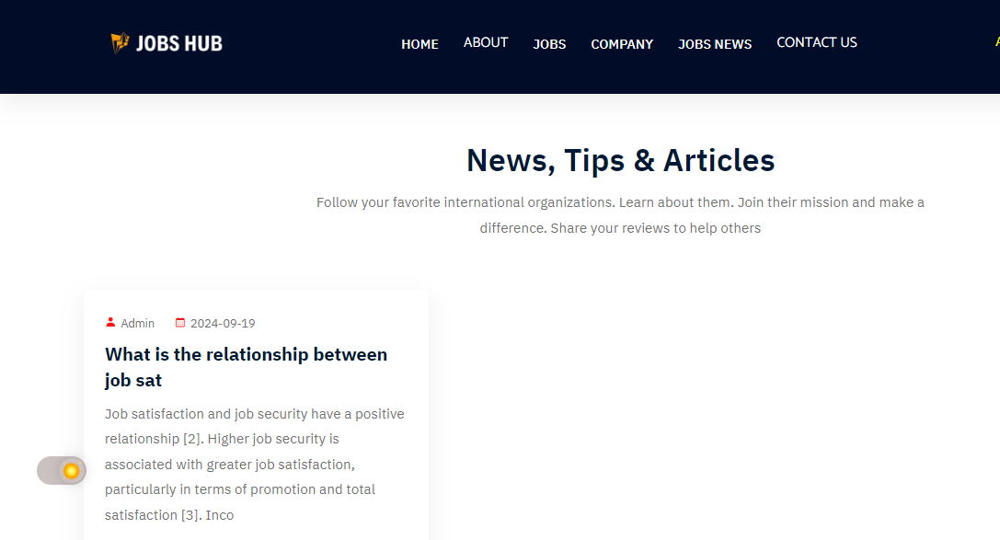 JOBS HUB
HOME ABOUT JOBS COMPANY JOBS NEWS CONTACT US
News, Tips & Articles
Follow your favorite international organizations. Learn about them. Join their mission and make a
difference. Share your reviews to help others
Admin 2024-09-19
What is the relationship between
job sat
Job satisfaction and job security have a positive
relationship [2]. Higher job security is
associated with greater job satisfaction,
particularly in terms of promotion and total
satisfaction [3]. Inco